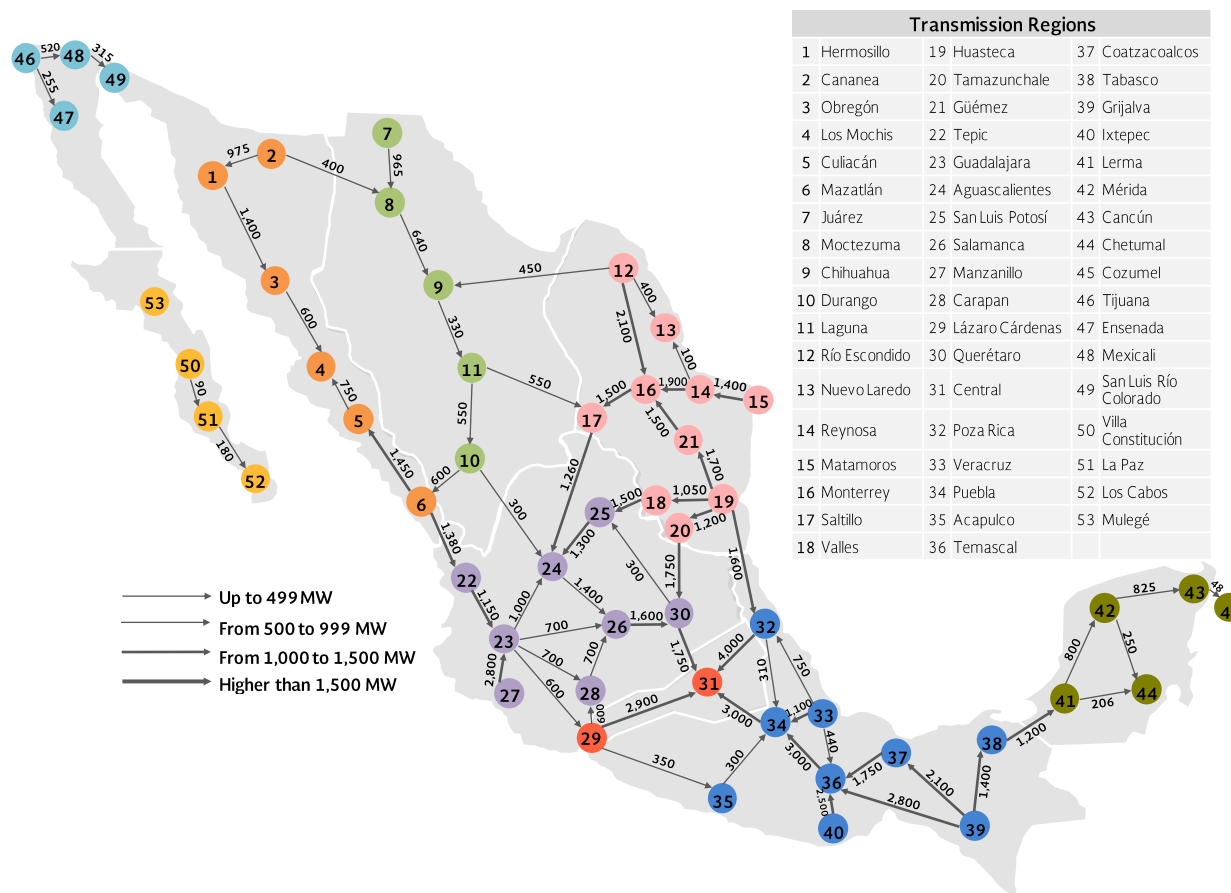 Transmission Regions
1 Hermosillo 19 Huasteca 37 Coatzacoalcos
2 Cananea 20 Tamazunchale 38 Tabasco
3 Obregón 21 Güémez 39 Grijalva
4 Los Mochis 22 Tepic 40 Ixtepec
5 Culiacán 23 Guadalajara 41 Lerma
6 Mazatlán 24 Aguascalientes 42 Mérida
7 Juárez 25 San Luis Potosí 43 Cancún
8 Moctezuma 26 Salamanca 44 Chetumal
9 Chihuahua 27 Manzanillo 45 Cozumel
10 Durango 28 Carapan 46 Tijuana
11 Laguna 29 Lázaro Cárdenas 47 Ensenada
12 Río Escondido 30 Querétaro 48 Mexicali
13 Nuevo Laredo 31 Central 49 San Luis Río Colorado
14 Reynosa 32 Poza Rica 50 Villa Constitución
15 Matamoros 33 Veracruz 51 La Paz
16 Monterrey 34 Puebla 52 Los Cabos
17 Saltillo 35 Acapulco 53 Mulegé
18 Valles 36 Temascal
46 520 48 315 49
255
47
7
975 2 400 965
1
8
1,400 640
3 9 450 12
600 330 2,100 400 13
53
50 4 11 550 100
90 750 1,500 16 1,900 14 1,400 15
51 5 550 17 1,500 21
180 10 1,700
52 1,450 600 1,260
6 300 25 1,500 18 1,050 19
1,380 1,300 20 1,200
22 24 300 1,750 1,600
1,150 1,000 1,400
23 700 26 1,600 30 32
2,800 700 700 1,750 4,000 310 750
27 600 28 31
600 2,900 3,000 34 1,100 33
29 440
350 300 3,000 36 1,750 37
35 2,500 2,800 2,100 1,400 38 1,200
40 39
42 825 43 48 4
800 250
41 206 44
Up to 499 MW
From 500 to 999 MW
From 1,000 to 1,500 MW
Higher than 1,500 MW